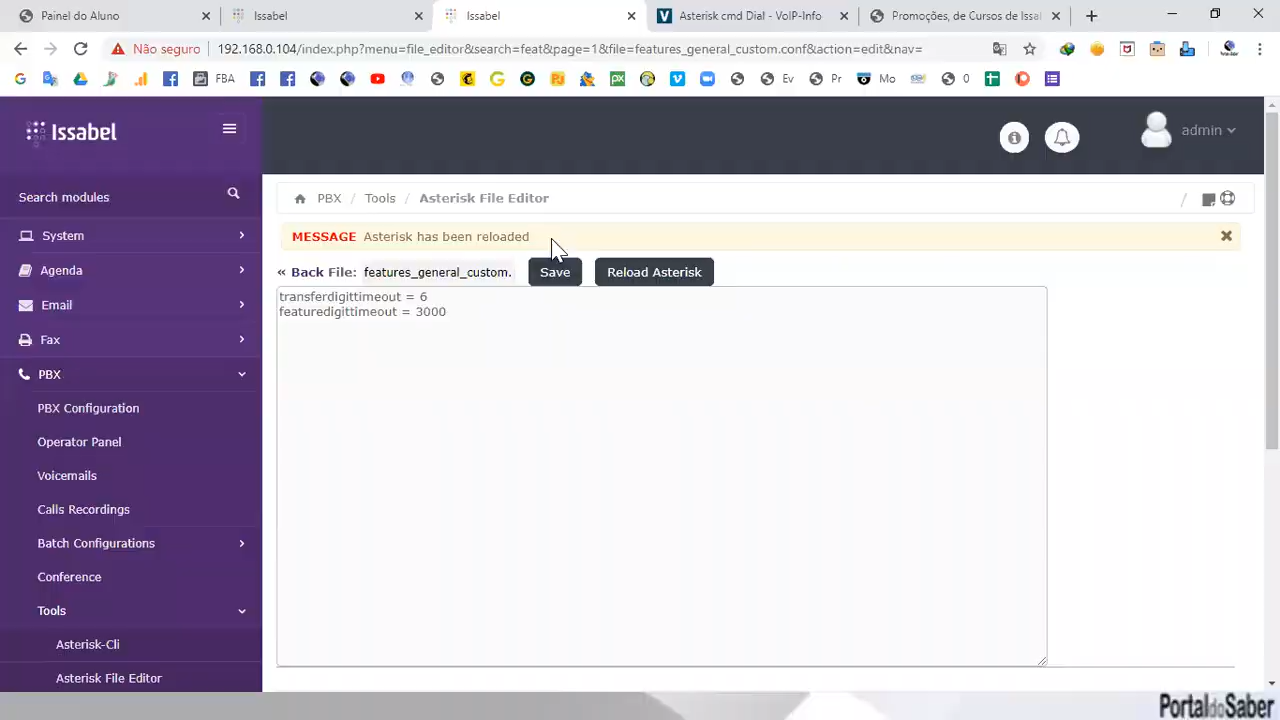 Painel do Aluno
Issabel
Issabel
Asterisk cmd Dial - VoIP-Info
Promoções, de Cursos de Issa
Não seguro
192.168.0.104/index.php?menu=file_editor&search=feat&page=1&file=features_general_custom.conf&action=edit&nav=
FBA
Ev
Pr
Mo
0
Issabel
admin
Search modules
PBX / Tools / Asterisk File Editor
/
System
MESSAGE Asterisk has been reloaded
Agenda
« Back File: features_general_custom. Save Reload Asterisk
transferdigittimeout = 6
featuredigittimeout = 3000
Email
Fax
PBX
PBX Configuration
Operator Panel
Voicemails
Calls Recordings
Batch Configurations
Conference
Tools
Asterisk-Cli
Asterisk File Editor
PortaldoSaber